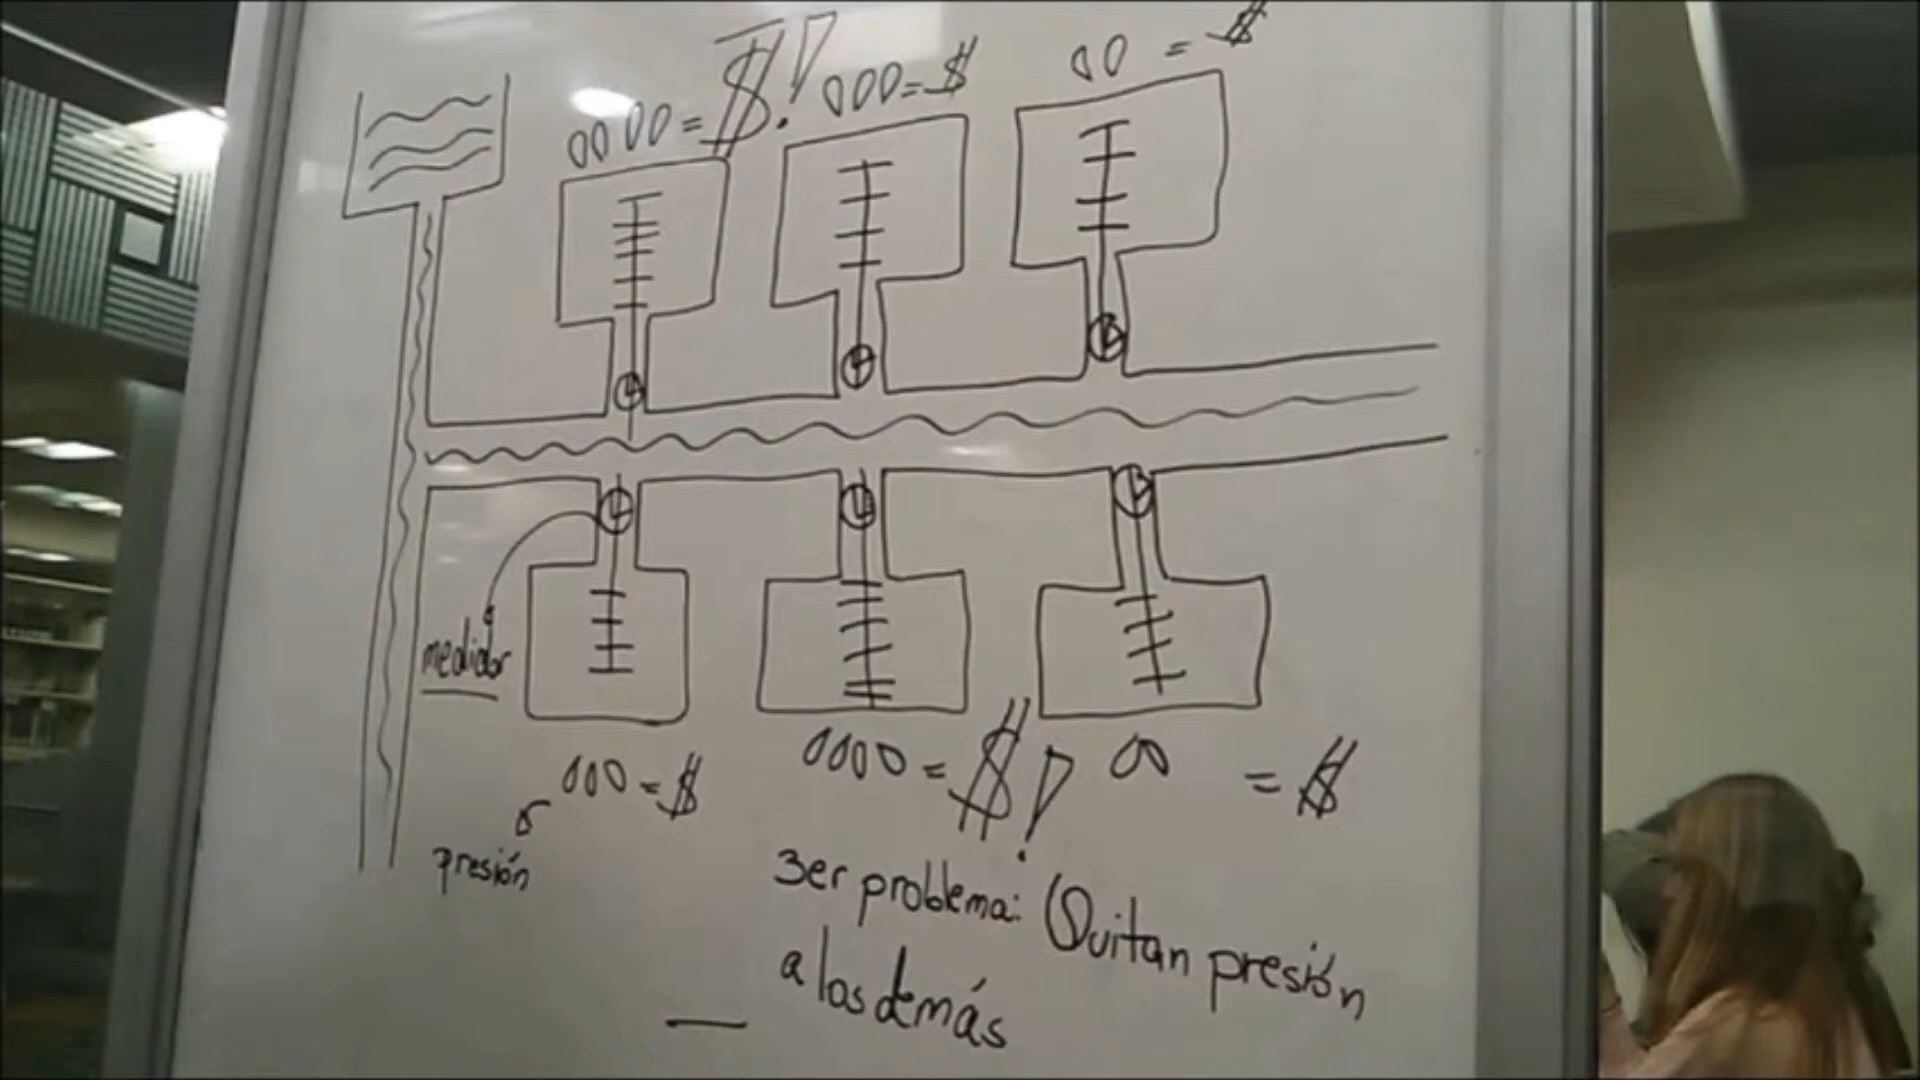 = $!
= $
= $
medidor
= $
= $!
= $
presión
3er problema: Quitan presión
a los demás